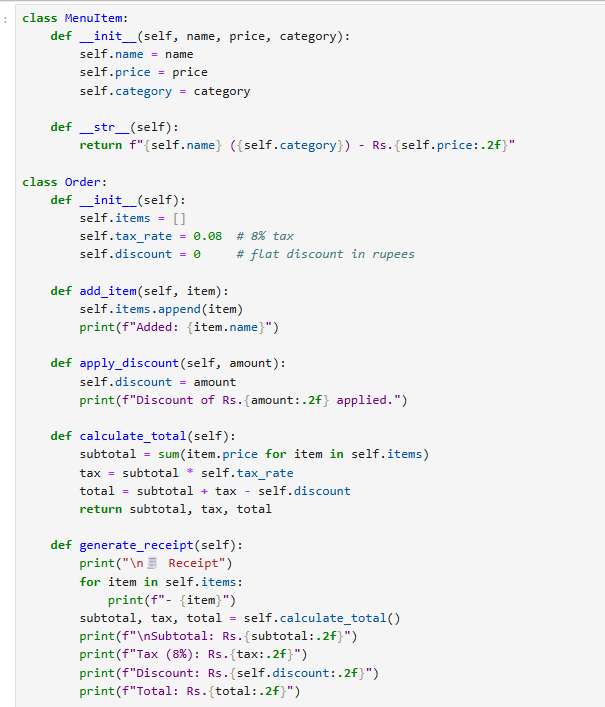 :
class MenuItem:
    def __init__(self, name, price, category):
        self.name = name
        self.price = price
        self.category = category

    def __str__(self):
        return f"{self.name} ({self.category}) - Rs.{self.price:.2f}"

class Order:
    def __init__(self):
        self.items = []
        self.tax_rate = 0.08  # 8% tax
        self.discount = 0     # flat discount in rupees

    def add_item(self, item):
        self.items.append(item)
        print(f"Added: {item.name}")

    def apply_discount(self, amount):
        self.discount = amount
        print(f"Discount of Rs.{amount:.2f} applied.")

    def calculate_total(self):
        subtotal = sum(item.price for item in self.items)
        tax = subtotal * self.tax_rate
        total = subtotal + tax - self.discount
        return subtotal, tax, total

    def generate_receipt(self):
        print("\n🧾 Receipt")
        for item in self.items:
            print(f"- {item}")
        subtotal, tax, total = self.calculate_total()
        print(f"\nSubtotal: Rs.{subtotal:.2f}")
        print(f"Tax (8%): Rs.{tax:.2f}")
        print(f"Discount: Rs.{self.discount:.2f}")
        print(f"Total: Rs.{total:.2f}")